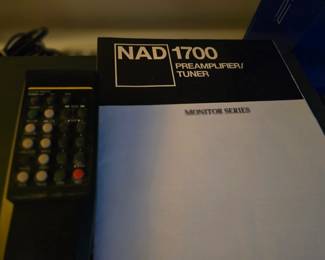 NAD 1700
PREAMPLIFIER/
TUNER
MONITOR SERIES